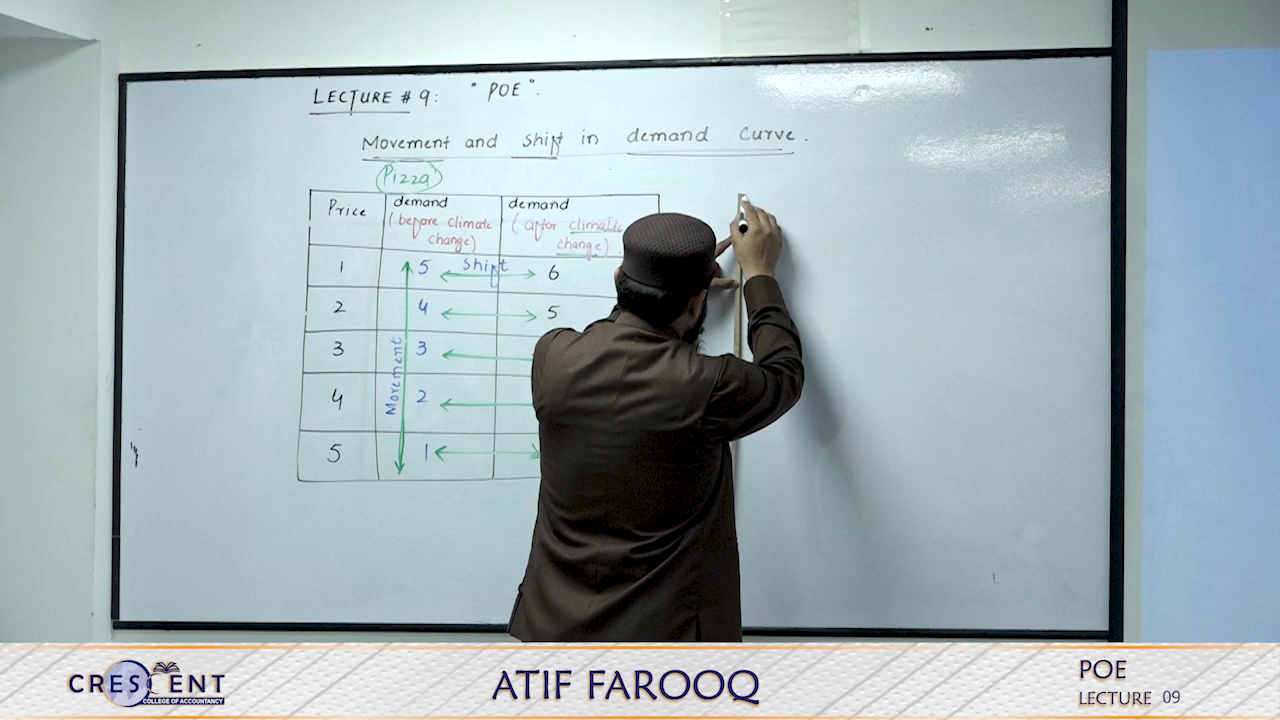 LECTURE # 9: "POE".
Movement and shift in demand Curve.
Pizza
Price demand (before climate change) demand (after climatic change)
1 5 Shift 6
2 4 5
3 3
4 2
5 1
Movement
CRESCENT
COLLEGE OF ACCOUNTANCY
ATIF FAROOQ
POE
LECTURE 09